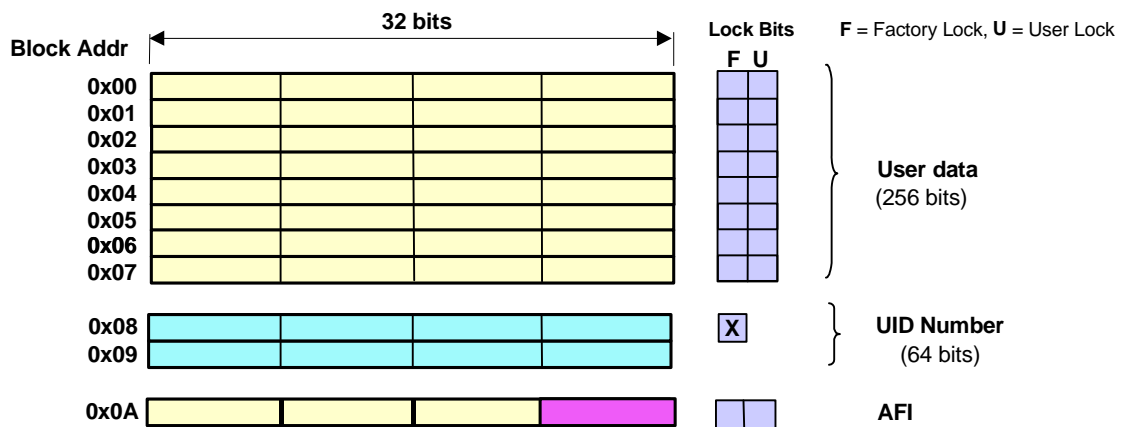 32 bits
Lock Bits
F = Factory Lock, U = User Lock
Block Addr
F U
0x00
0x01
0x02
0x03
0x04
0x05
0x06
0x07
User data
(256 bits)
0x08
X
UID Number
0x09
(64 bits)
0x0A
AFI